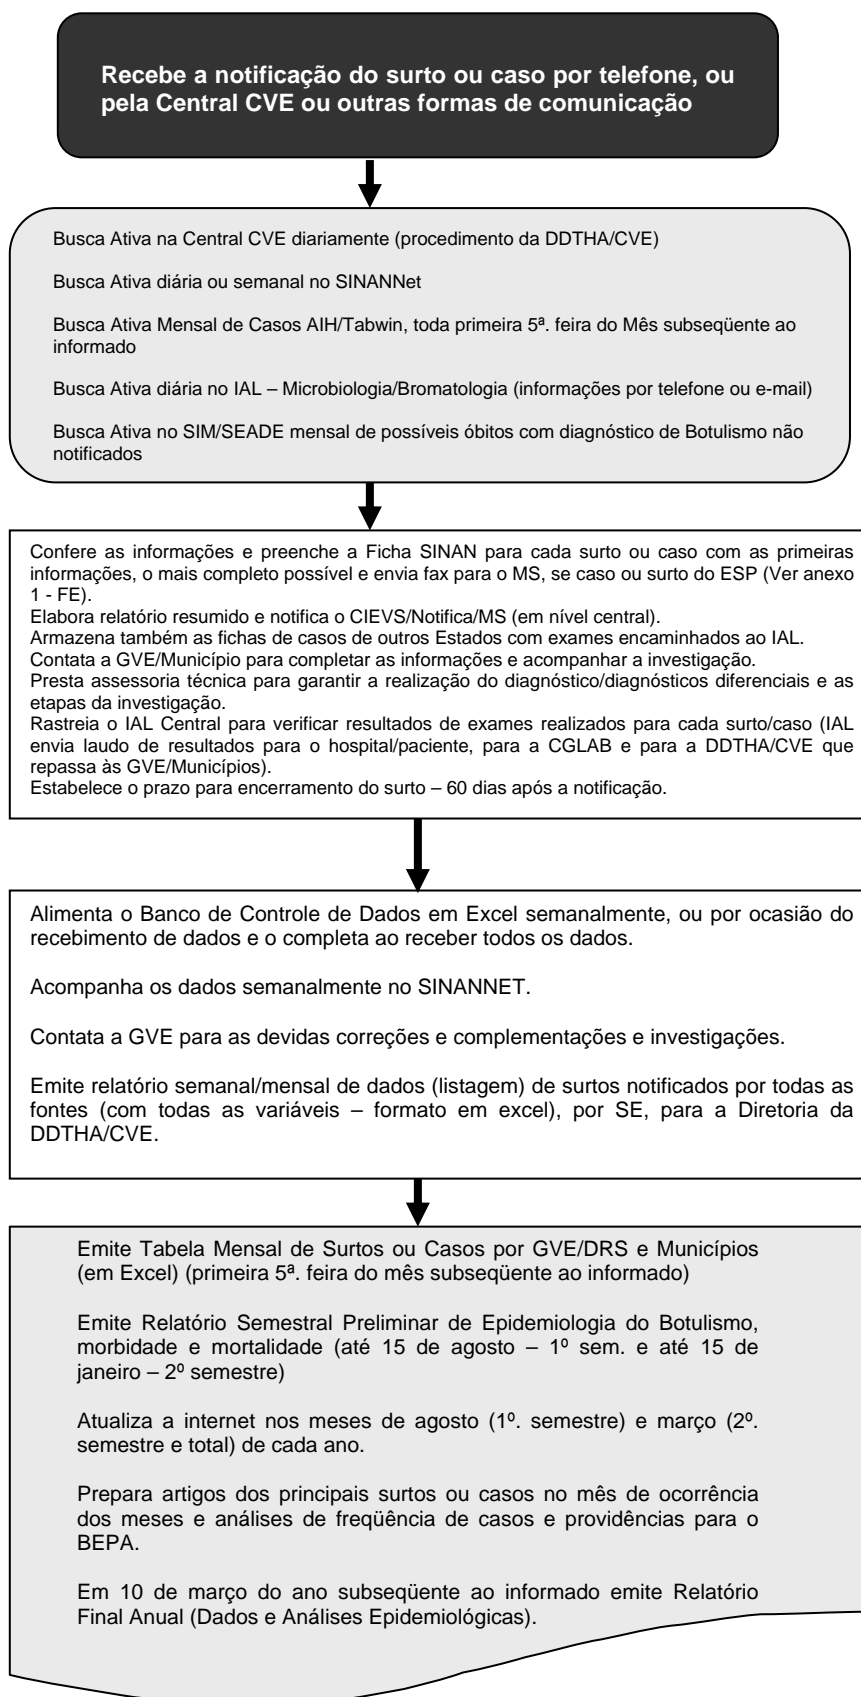 Recebe a notificação do surto ou caso por telefone, ou
pela Central CVE ou outras formas de comunicação
Busca Ativa na Central CVE diariamente (procedimento da DDTHA/CVE)
Busca Ativa diária ou semanal no SINANNet
Busca Ativa Mensal de Casos AIH/Tabwin, toda primeira 5ª. feira do Mês subseqüente ao
informado
Busca Ativa diária no IAL – Microbiologia/Bromatologia (informações por telefone ou e-mail)
Busca Ativa no SIM/SEADE mensal de possíveis óbitos com diagnóstico de Botulismo não
notificados
Confere as informações e preenche a Ficha SINAN para cada surto ou caso com as primeiras
informações, o mais completo possível e envia fax para o MS, se caso ou surto do ESP (Ver anexo
1 - FE).
Elabora relatório resumido e notifica o CIEVS/Notifica/MS (em nível central).
Armazena também as fichas de casos de outros Estados com exames encaminhados ao IAL.
Contata a GVE/Município para completar as informações e acompanhar a investigação.
Presta assessoria técnica para garantir a realização do diagnóstico/diagnósticos diferenciais e as
etapas da investigação.
Rastreia o IAL Central para verificar resultados de exames realizados para cada surto/caso (IAL
envia laudo de resultados para o hospital/paciente, para a CGLAB e para a DDTHA/CVE que
repassa às GVE/Municípios).
Estabelece o prazo para encerramento do surto – 60 dias após a notificação.
Alimenta o Banco de Controle de Dados em Excel semanalmente, ou por ocasião do
recebimento de dados e o completa ao receber todos os dados.
Acompanha os dados semanalmente no SINANNET.
Contata a GVE para as devidas correções e complementações e investigações.
Emite relatório semanal/mensal de dados (listagem) de surtos notificados por todas as
fontes (com todas as variáveis – formato em excel), por SE, para a Diretoria da
DDTHA/CVE.
Emite Tabela Mensal de Surtos ou Casos por GVE/DRS e Municípios
(em Excel) (primeira 5ª. feira do mês subseqüente ao informado)
Emite Relatório Semestral Preliminar de Epidemiologia do Botulismo,
morbidade e mortalidade (até 15 de agosto – 1º sem. e até 15 de
janeiro – 2º semestre)
Atualiza a internet nos meses de agosto (1º. semestre) e março (2º.
semestre e total) de cada ano.
Prepara artigos dos principais surtos ou casos no mês de ocorrência
dos meses e análises de freqüência de casos e providências para o
BEPA.
Em 10 de março do ano subseqüente ao informado emite Relatório
Final Anual (Dados e Análises Epidemiológicas).